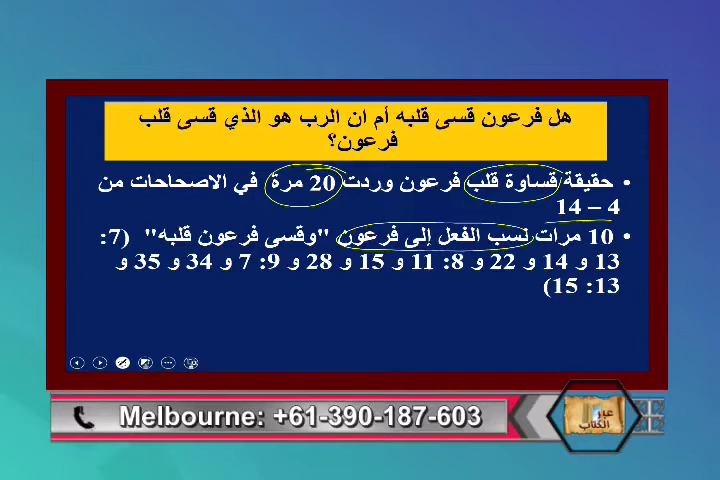 هل فرعون قسى قلبه أم ان الرب هو الذي قسى قلب
فرعون؟
• حقيقة قساوة قلب فرعون وردت 20 مرة في الاصحاحات من
4 – 14
• 10 مرات نسب الفعل إلى فرعون "وقسى فرعون قلبه" (7:
13 و 14 و 22 و 8: 11 و 15 و 28 و 9: 7 و 34 و 35 و
13: 15)
Melbourne: +61-390-187-603
عبر
الكتاب